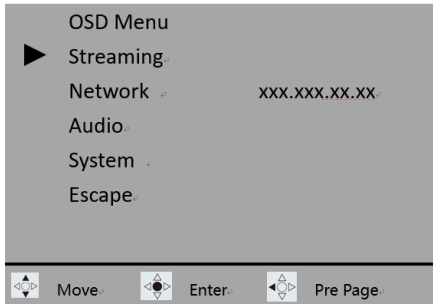 OSD Menu
Streaming
Network xxx.xxx.xx.xx
Audio
System
Escape
Move Enter Pre Page